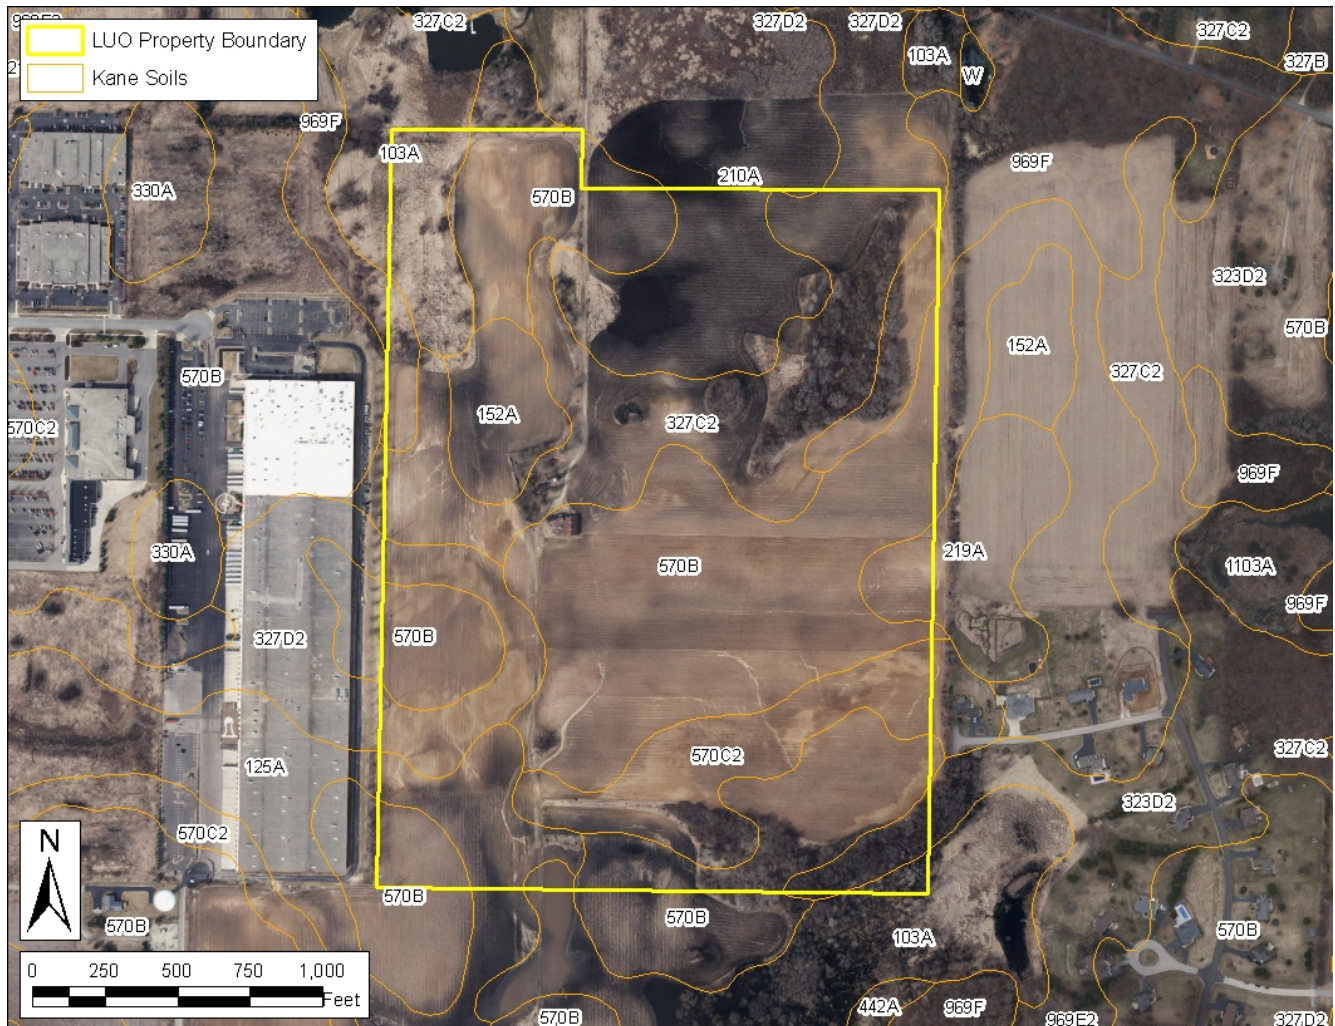 LUO Property Boundary
Kane Soils
327C2
327D2
327D2
327C2
103A
327B
W
969F
103A
969F
330A
210A
570B
323D2
570B
152A
570B
327C2
152A
570C2
327C2
969F
330A
219A
1103A
570B
969F
570B
327D2
327C2
570C2
125A
323D2
570C2
N
570B
570B
570B
570B
103A
0 250 500 750 1,000
Feet
442A
969F
570B
969E2
327D2